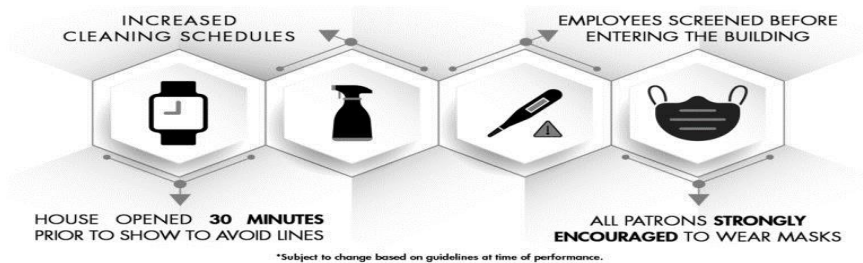 INCREASED
CLEANING SCHEDULES
EMPLOYEES SCREENED BEFORE
ENTERING THE BUILDING
HOUSE OPENED 30 MINUTES
PRIOR TO SHOW TO AVOID LINES
ALL PATRONS STRONGLY
ENCOURAGED TO WEAR MASKS
*Subject to change based on guidelines at time of performance.